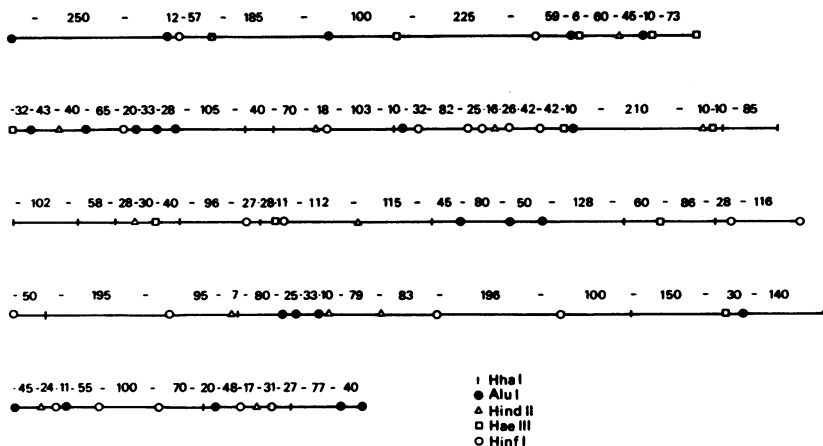 - 250 - 12-57 - 185 - 100 - 225 - 59-6-60-45-10-73
-32-43-40-65-20-33-28-105-40-70-18-103-10-32-82-25-16-26-42-42-10 - 210 - 10-10-85
-102-58-28-30-40-96-27-28-11-112-115-45-80-50-128-60-86-28-116
-50-195-95-7-80-25-33-10-79-83-196-100-150-30-140
-45-24-11-55-100-70-20-48-17-31-27-77-40
Hha I
Alu I
Hind II
Hae III
Hinf I